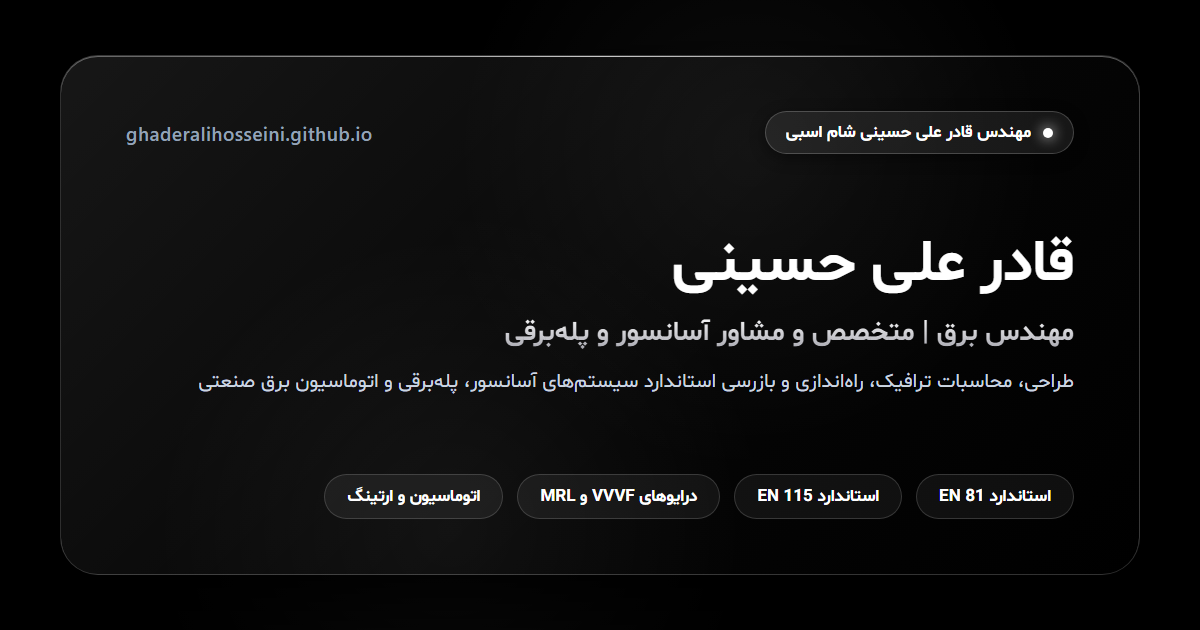 مهندس قادر علی حسینی شام اسبی
ghaderalihosseini.github.io
قادر علی حسینی
مهندس برق | متخصص و مشاور آسانسور و پله‌برقی
طراحی، محاسبات ترافیک، راه‌اندازی و بازرسی استاندارد سیستم‌های آسانسور، پله‌برقی و اتوماسیون برق صنعتی
استاندارد EN 81
استاندارد EN 115
درایوهای VVVF و MRL
اتوماسیون و ارتینگ